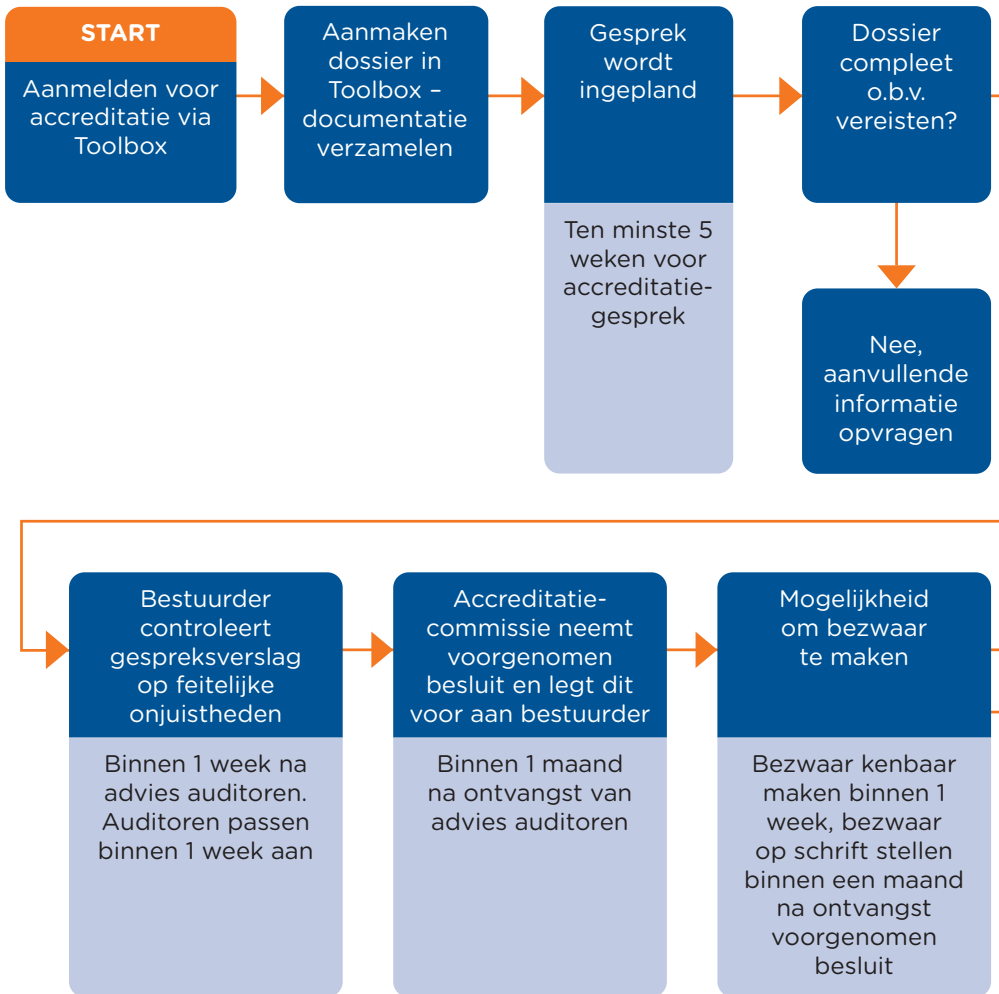 START
Aanmelden voor
accreditatie via
Toolbox
Aanmaken
dossier in
Toolbox –
documentatie
verzamelen
Gesprek
wordt
ingepland
Ten minste 5
weken voor
accreditatie-
gesprek
Dossier
compleet
o.b.v.
vereisten?
Nee,
aanvullende
informatie
opvragen
Bestuurder
controleert
gespreksverslag
op feitelijke
onjuistheden
Binnen 1 week na
advies auditoren.
Auditoren passen
binnen 1 week aan
Accreditatie-
commissie neemt
voorgenomen
besluit en legt dit
voor aan bestuurder
Binnen 1 maand
na ontvangst van
advies auditoren
Mogelijkheid
om bezwaar
te maken
Bezwaar kenbaar
maken binnen 1
week, bezwaar
op schrift stellen
binnen een maand
na ontvangst
voorgenomen
besluit